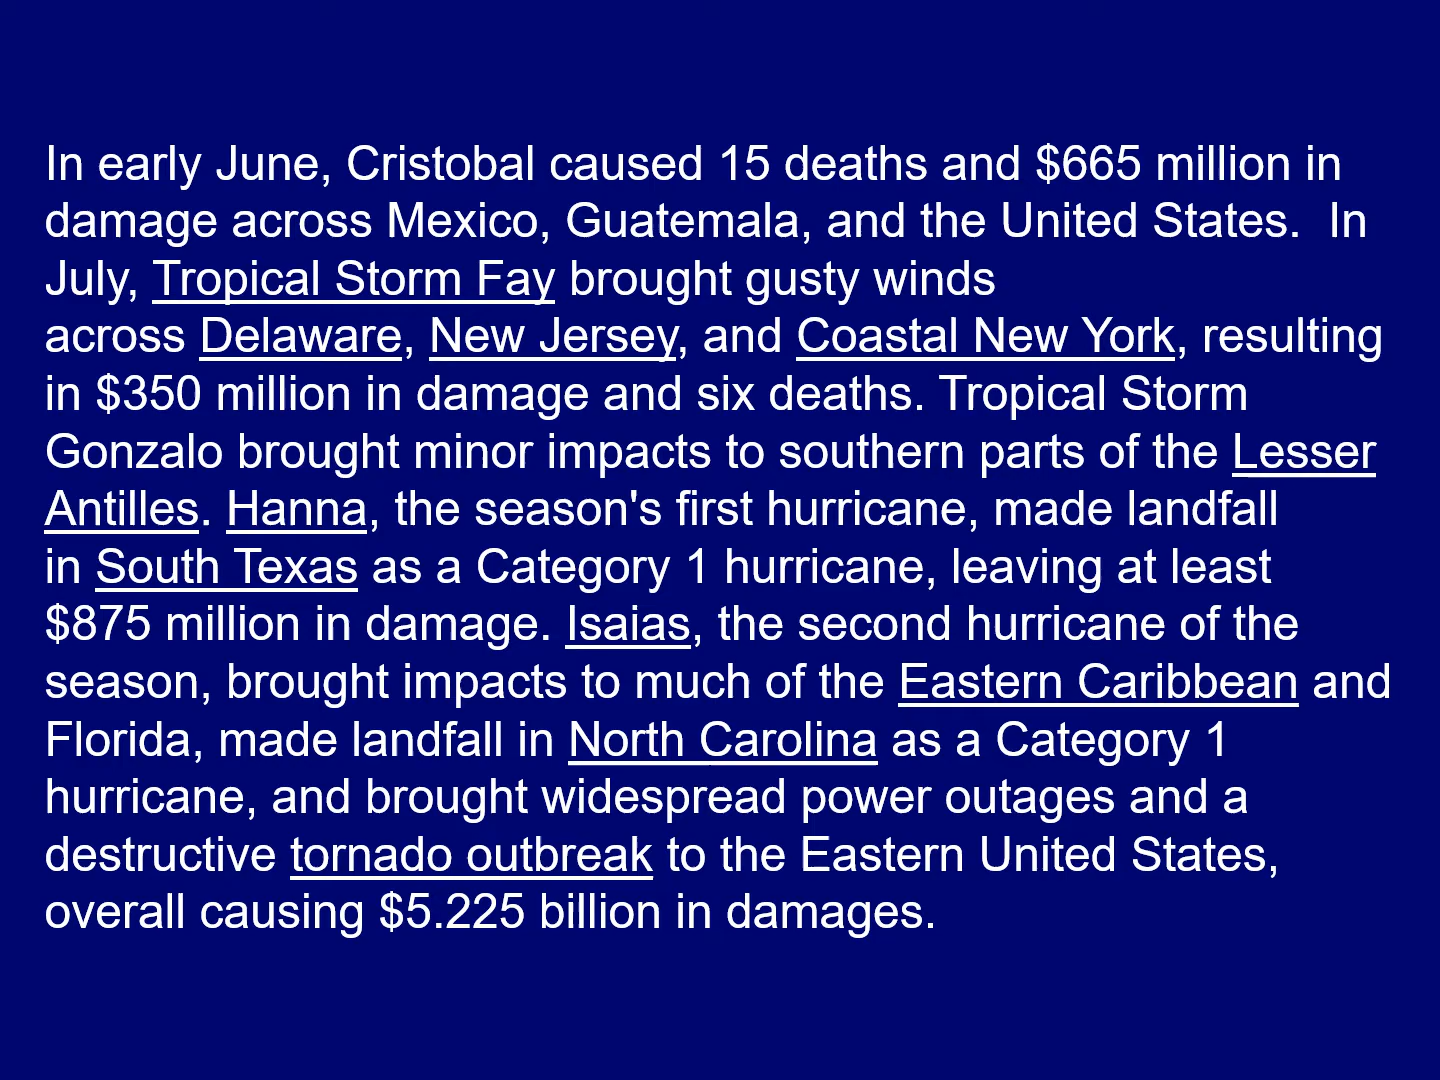 In early June, Cristobal caused 15 deaths and $665 million in
damage across Mexico, Guatemala, and the United States.  In
July, Tropical Storm Fay brought gusty winds
across Delaware, New Jersey, and Coastal New York, resulting
in $350 million in damage and six deaths. Tropical Storm
Gonzalo brought minor impacts to southern parts of the Lesser
Antilles. Hanna, the season's first hurricane, made landfall
in South Texas as a Category 1 hurricane, leaving at least
$875 million in damage. Isaias, the second hurricane of the
season, brought impacts to much of the Eastern Caribbean and
Florida, made landfall in North Carolina as a Category 1
hurricane, and brought widespread power outages and a
destructive tornado outbreak to the Eastern United States,
overall causing $5.225 billion in damages.